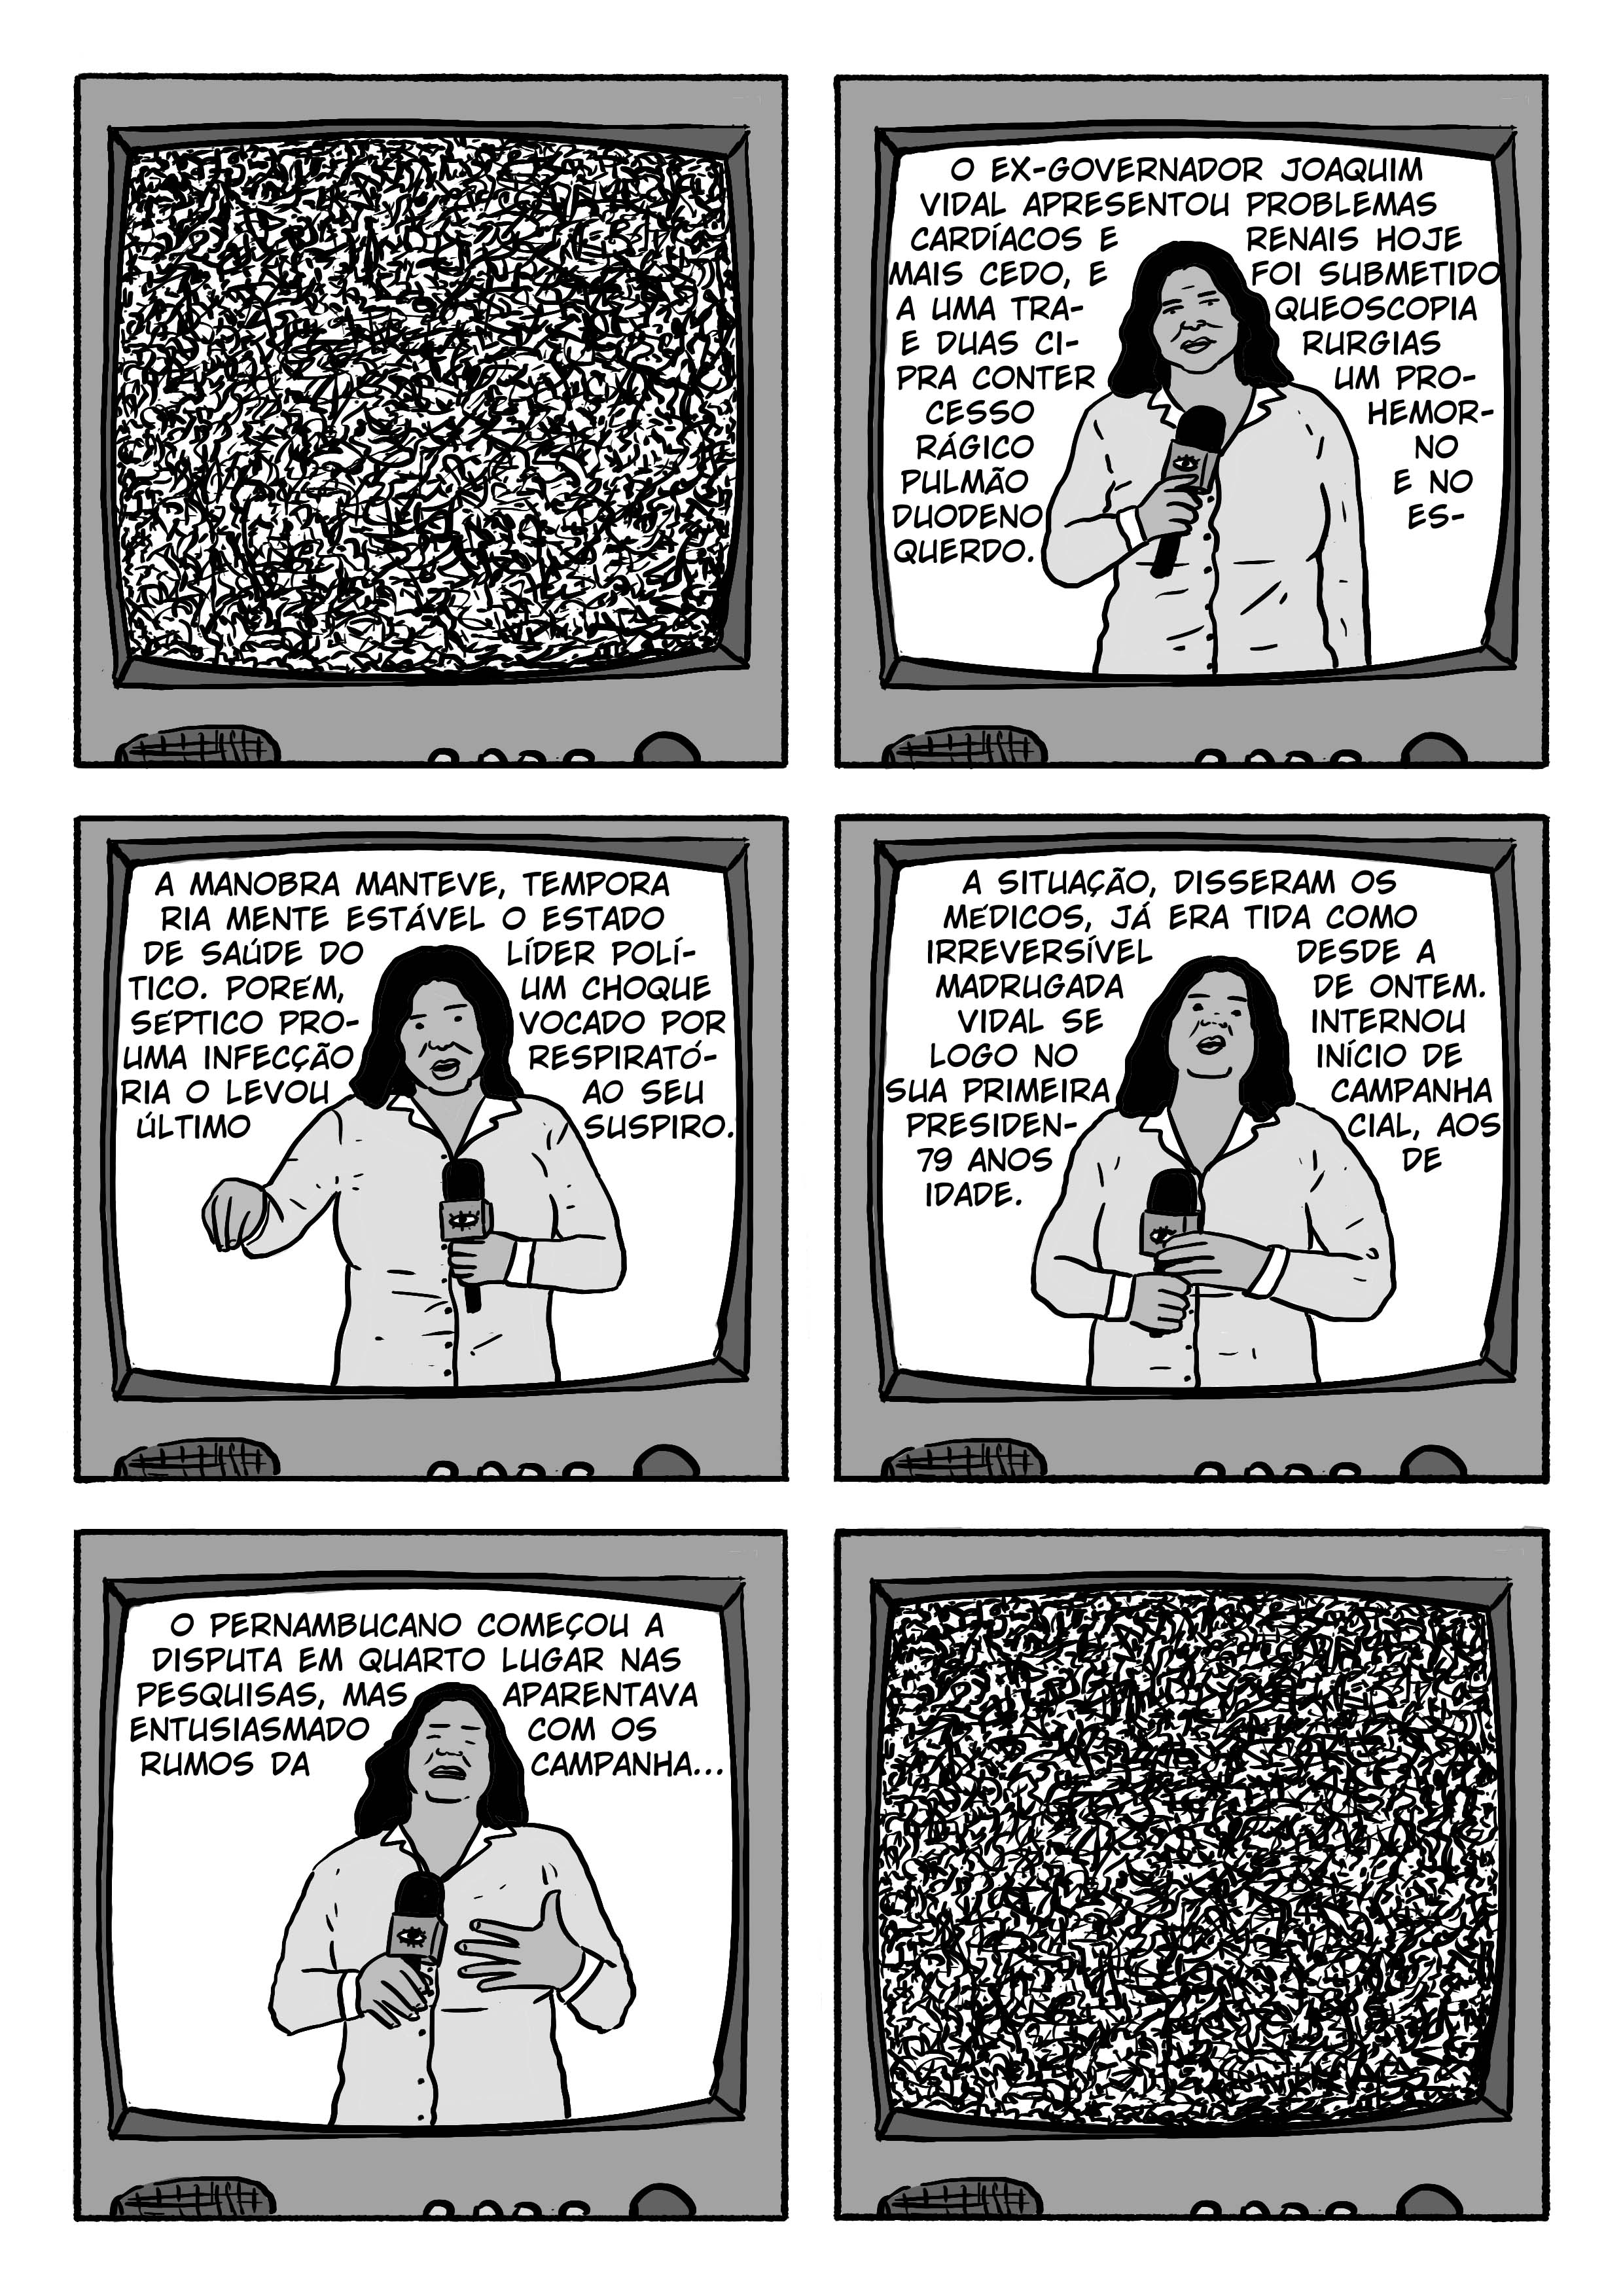 O EX-GOVERNADOR JOAQUIM
VIDAL APRESENTOU PROBLEMAS
CARDÍACOS E RENAIS HOJE
MAIS CEDO, E FOI SUBMETIDO
A UMA TRA- QUEOSCOPIA
E DUAS CI- RURGIAS
PRA CONTER UM PRO-
CESSO HEMOR-
RÁGICO NO
PULMÃO E NO
DUODENO ES-
QUERDO.
A MANOBRA MANTEVE, TEMPORA
RIA MENTE ESTÁVEL O ESTADO
DE SAÚDE DO LÍDER POLÍ-
TICO. PORÉM, UM CHOQUE
SÉPTICO PRO- VOCADO POR
UMA INFECÇÃO RESPIRATÓ-
RIA O LEVOU AO SEU
ÚLTIMO SUSPIRO.
A SITUAÇÃO, DISSERAM OS
MÉDICOS, JÁ ERA TIDA COMO
IRREVERSÍVEL DESDE A
MADRUGADA DE ONTEM.
VIDAL SE INTERNOU
LOGO NO INÍCIO DE
SUA PRIMEIRA CAMPANHA
PRESIDEN- CIAL, AOS
79 ANOS DE
IDADE.
O PERNAMBUCANO COMEÇOU A
DISPUTA EM QUARTO LUGAR NAS
PESQUISAS, MAS APARENTAVA
ENTUSIASMADO COM OS
RUMOS DA CAMPANHA...